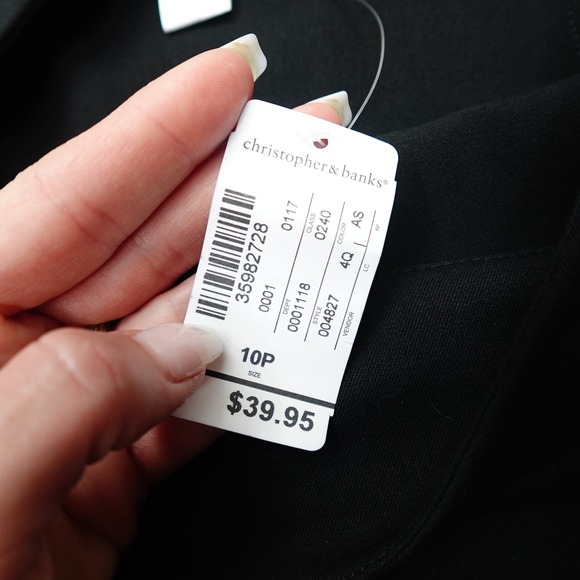 christopher & banks®
35982728
0001 0117
DEPT CLASS
0001118 0240
STYLE COLOR
004827 4Q AS
VENDOR LC SP
10P
SIZE
$39.95